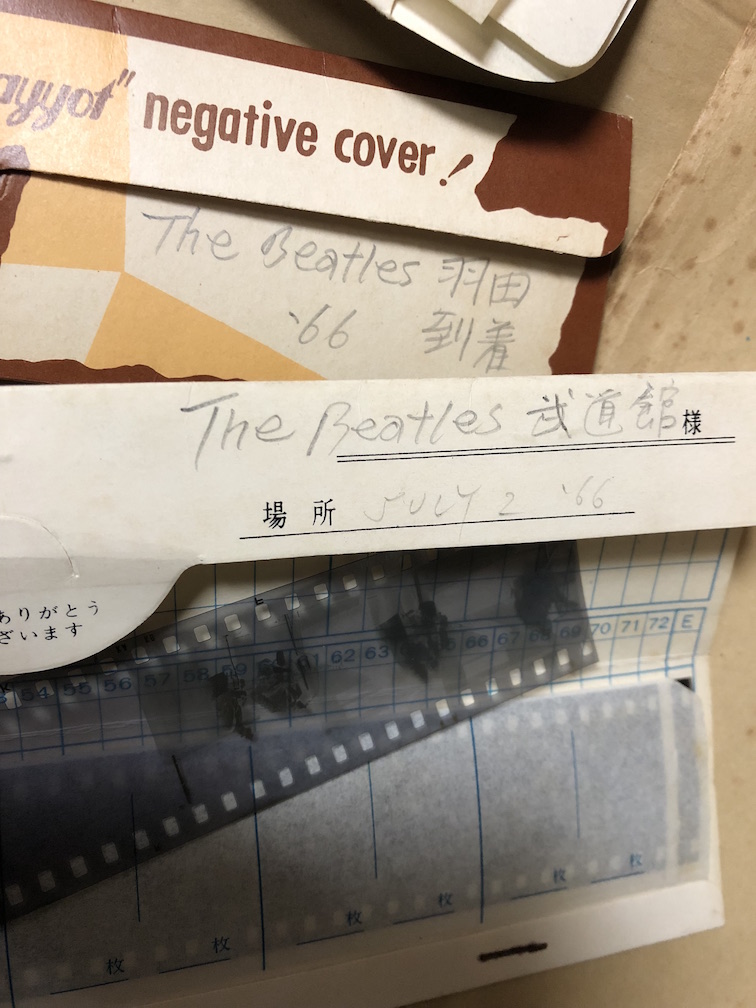 negative cover!
The Beatles 羽田
'66 到着
The Beatles 武道館様
場所 JULY 2 '66
ありがとう
ざいます
E
54 55 56 57 58 59 61 62 63 65 66 67 68 69 70 71 72 E
枚 枚 枚 枚 枚 枚